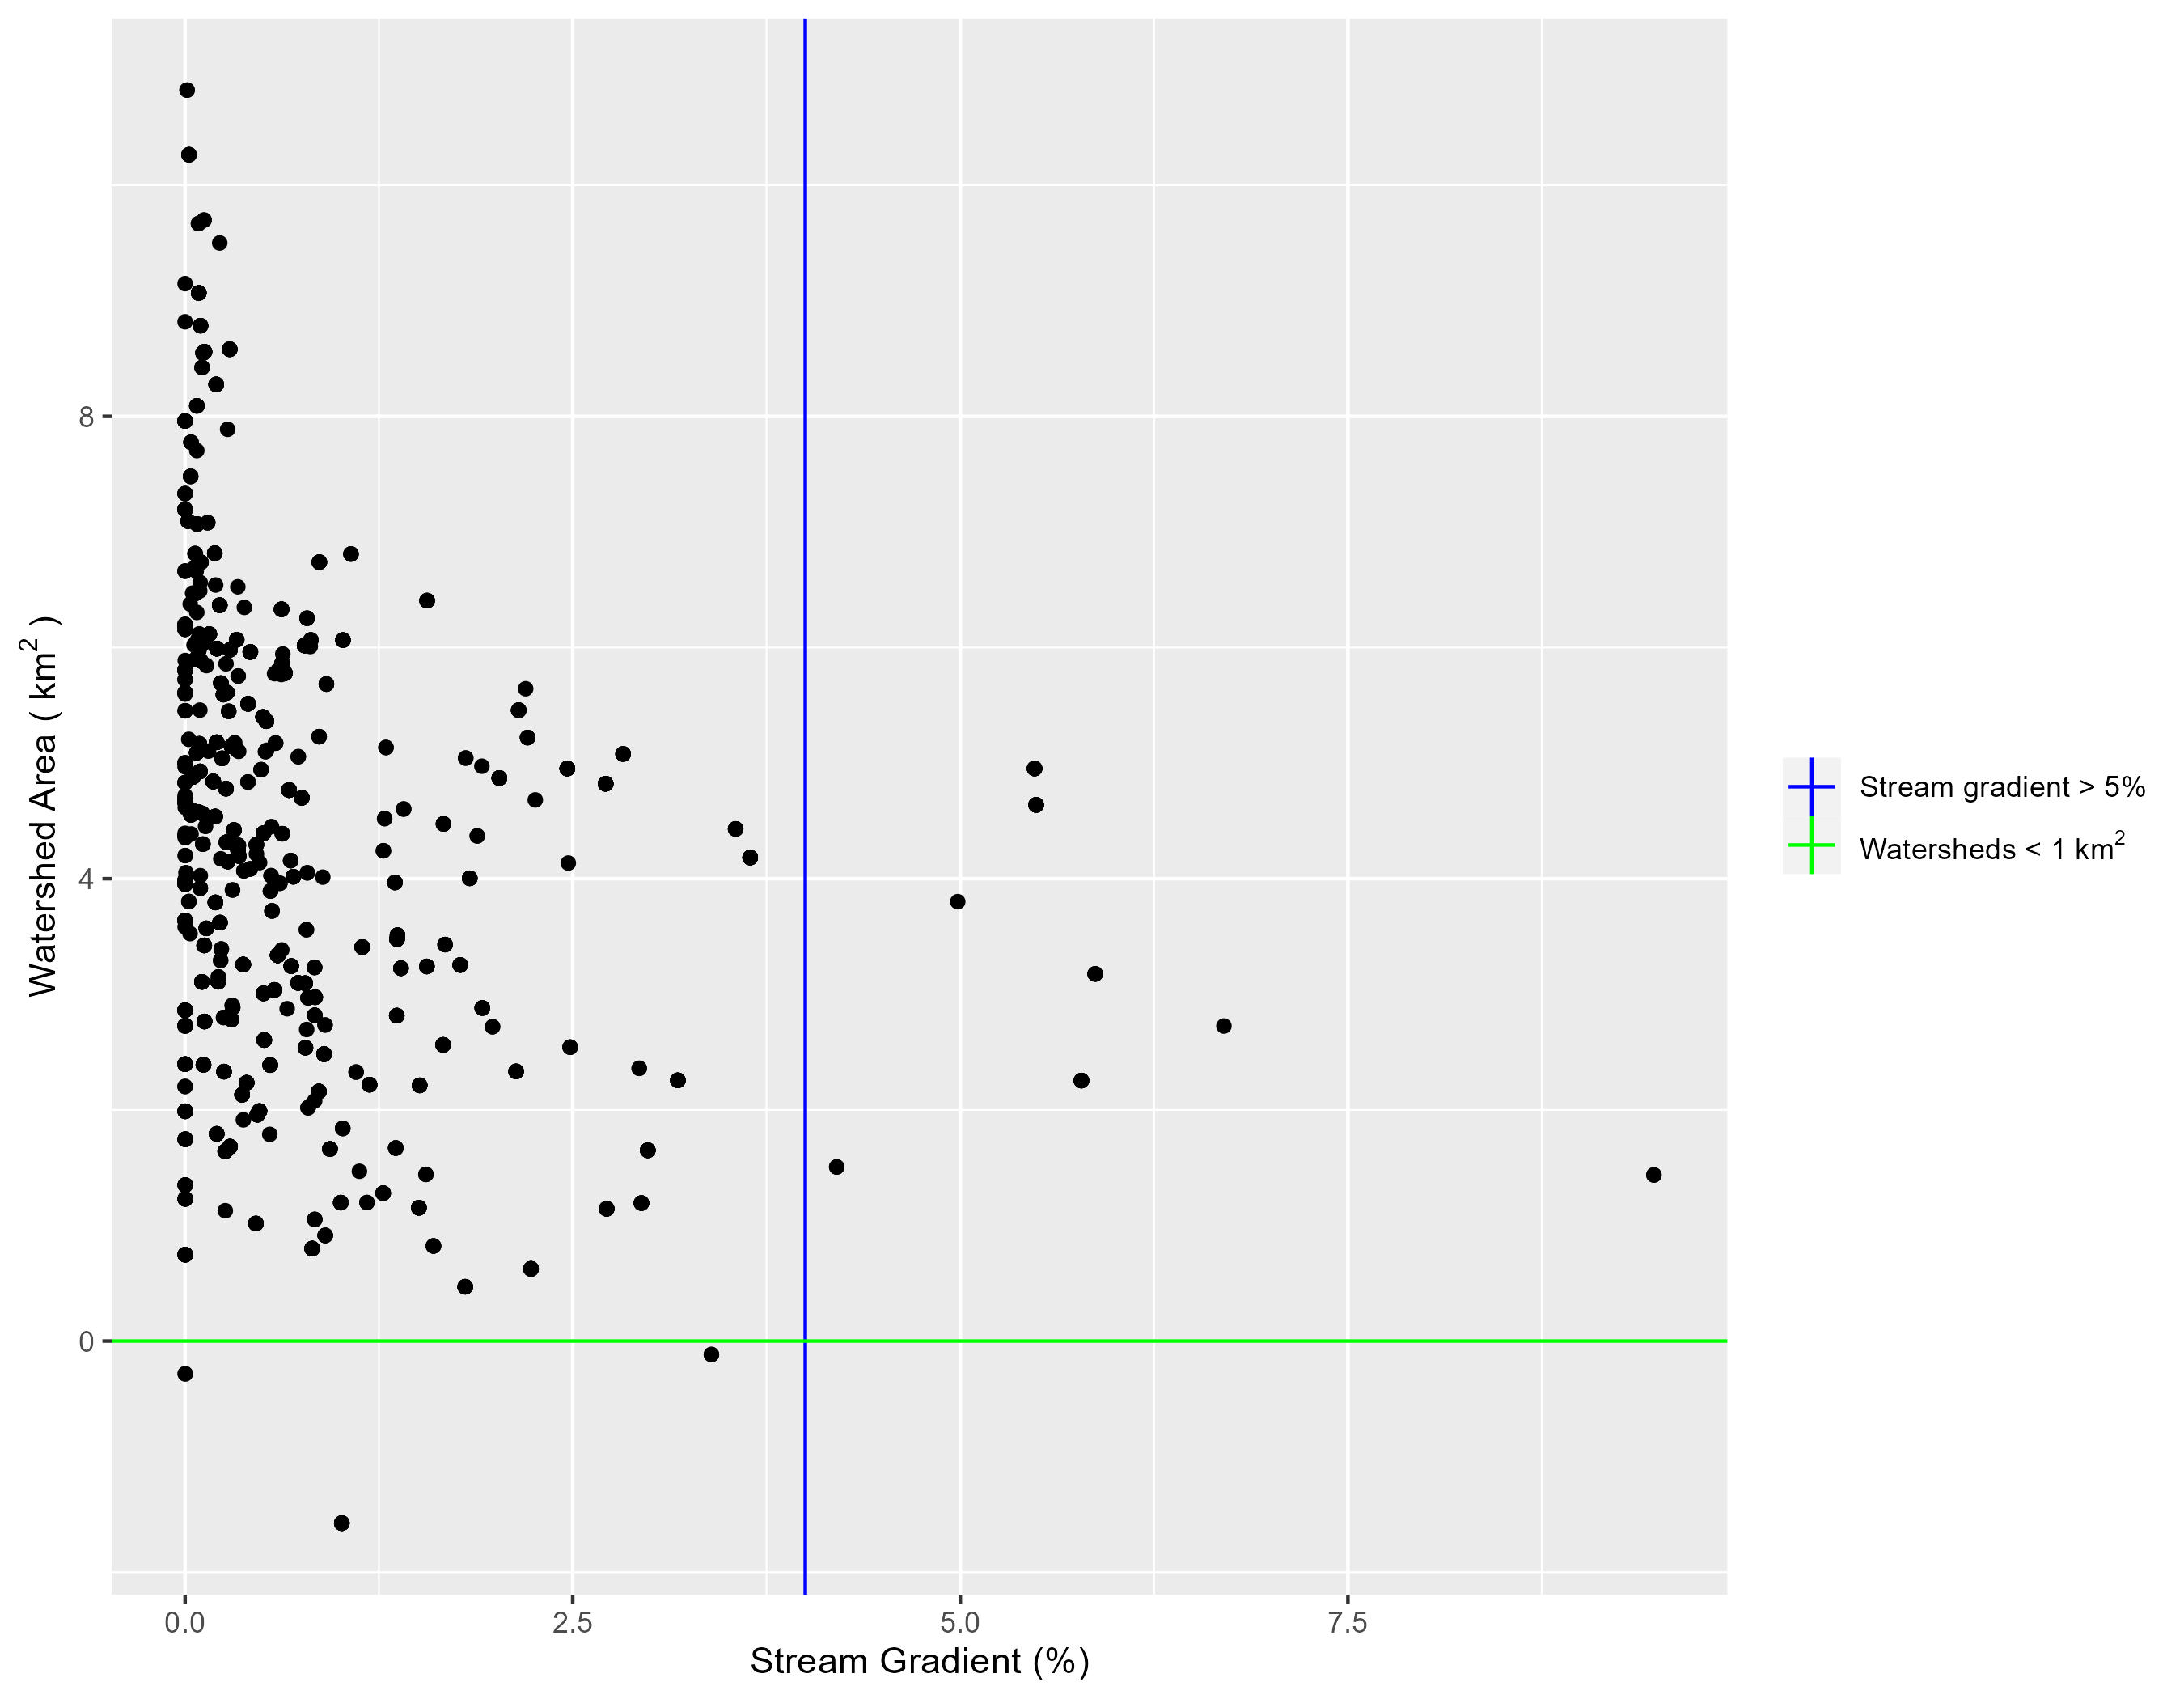 Watershed Area ( km² )
8
4
0
0.0 2.5 5.0 7.5
Stream Gradient (%)
Stream gradient > 5%
Watersheds < 1 km²